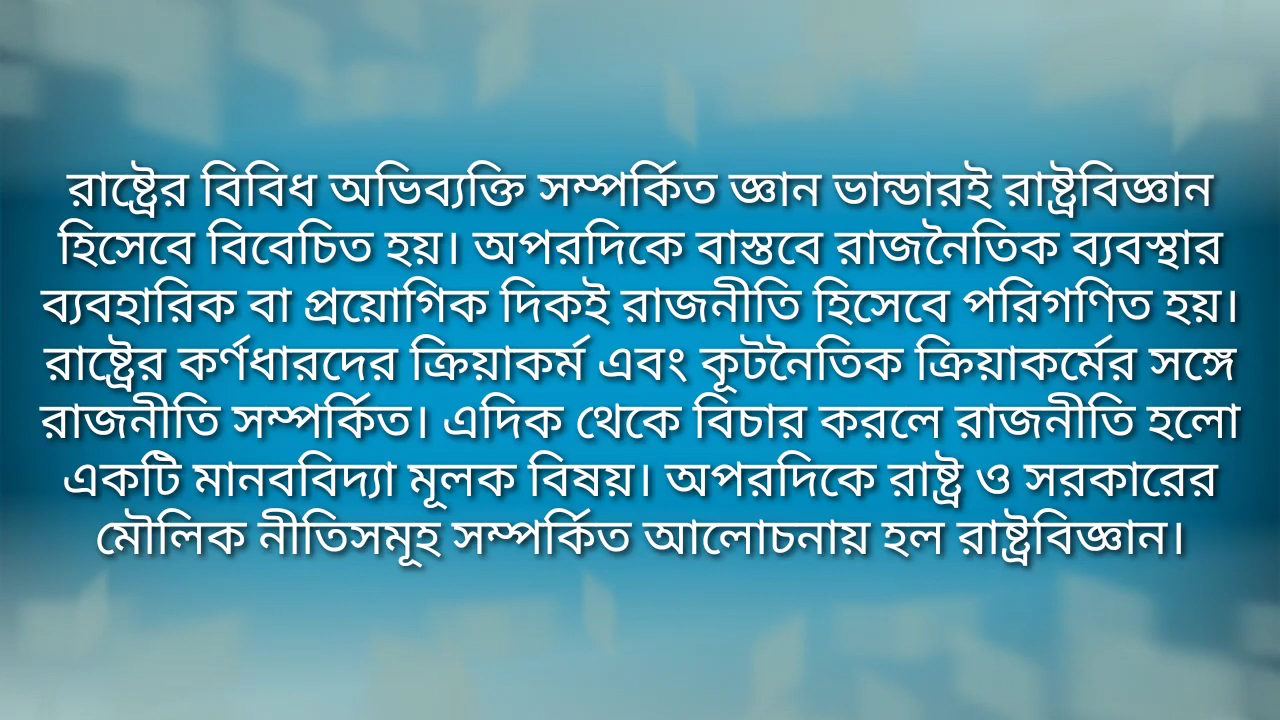 রাষ্ট্রের বিবিধ অভিব্যক্তি সম্পর্কিত জ্ঞান ভান্ডারই রাষ্ট্রবিজ্ঞান
হিসেবে বিবেচিত হয়। অপরদিকে বাস্তবে রাজনৈতিক ব্যবস্থার
ব্যবহারিক বা প্রয়োগিক দিকই রাজনীতি হিসেবে পরিগণিত হয়।
রাষ্ট্রের কর্ণধারদের ক্রিয়াকর্ম এবং কূটনৈতিক ক্রিয়াকর্মের সঙ্গে
রাজনীতি সম্পর্কিত। এদিক থেকে বিচার করলে রাজনীতি হলো
একটি মানববিদ্যা মূলক বিষয়। অপরদিকে রাষ্ট্র ও সরকারের
মৌলিক নীতিসমূহ সম্পর্কিত আলোচনায় হল রাষ্ট্রবিজ্ঞান।